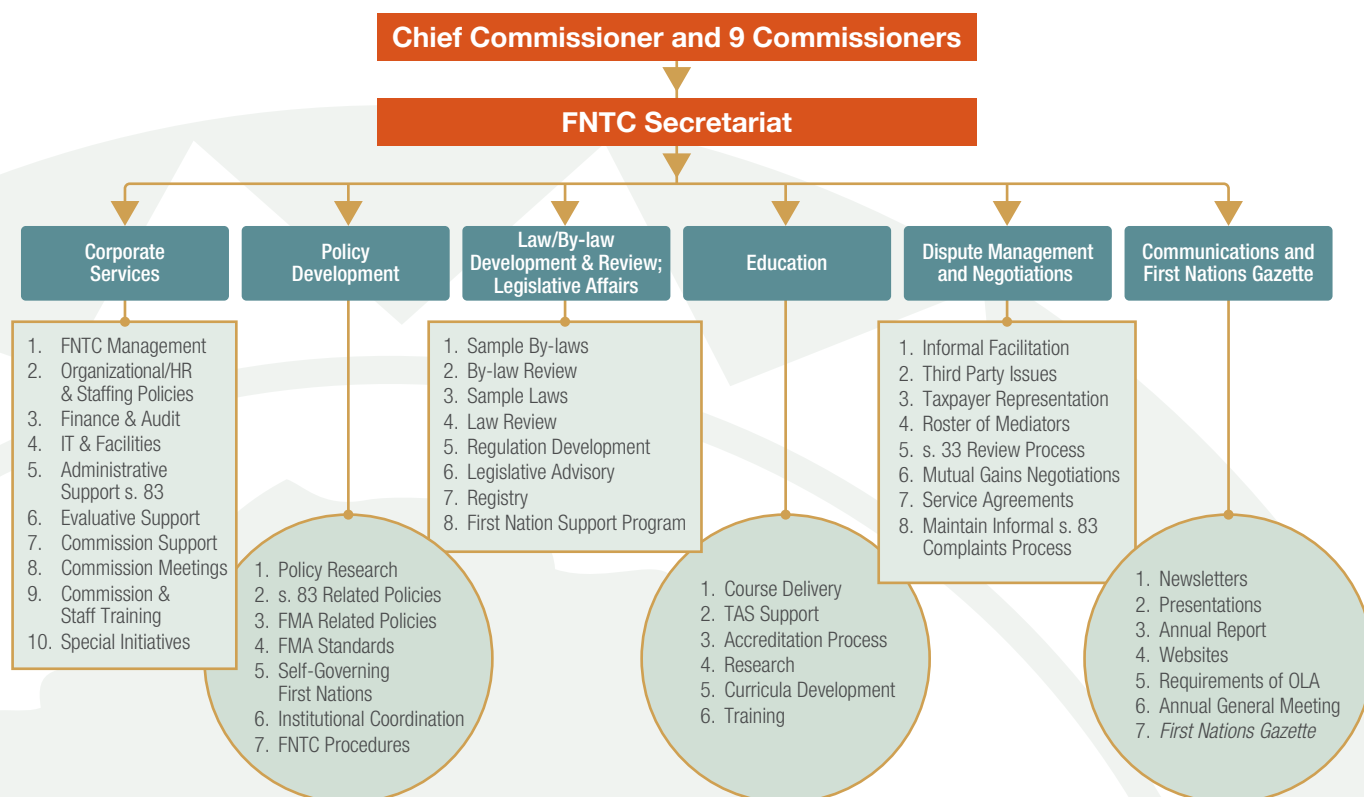 Chief Commissioner and 9 Commissioners
FNTC Secretariat
Corporate
Services
Policy
Development
Law/By-law
Development & Review;
Legislative Affairs
Education
Dispute Management
and Negotiations
Communications and
First Nations Gazette
1. FNTC Management
2. Organizational/HR
& Staffing Policies
3. Finance & Audit
4. IT & Facilities
5. Administrative
Support s. 83
6. Evaluative Support
7. Commission Support
8. Commission Meetings
9. Commission &
Staff Training
10. Special Initiatives
1. Policy Research
2. s. 83 Related Policies
3. FMA Related Policies
4. FMA Standards
5. Self-Governing
First Nations
6. Institutional Coordination
7. FNTC Procedures
1. Sample By-laws
2. By-law Review
3. Sample Laws
4. Law Review
5. Regulation Development
6. Legislative Advisory
7. Registry
8. First Nation Support Program
1. Course Delivery
2. TAS Support
3. Accreditation Process
4. Research
5. Curricula Development
6. Training
1. Informal Facilitation
2. Third Party Issues
3. Taxpayer Representation
4. Roster of Mediators
5. s. 33 Review Process
6. Mutual Gains Negotiations
7. Service Agreements
8. Maintain Informal s. 83
Complaints Process
1. Newsletters
2. Presentations
3. Annual Report
4. Websites
5. Requirements of OLA
6. Annual General Meeting
7. First Nations Gazette